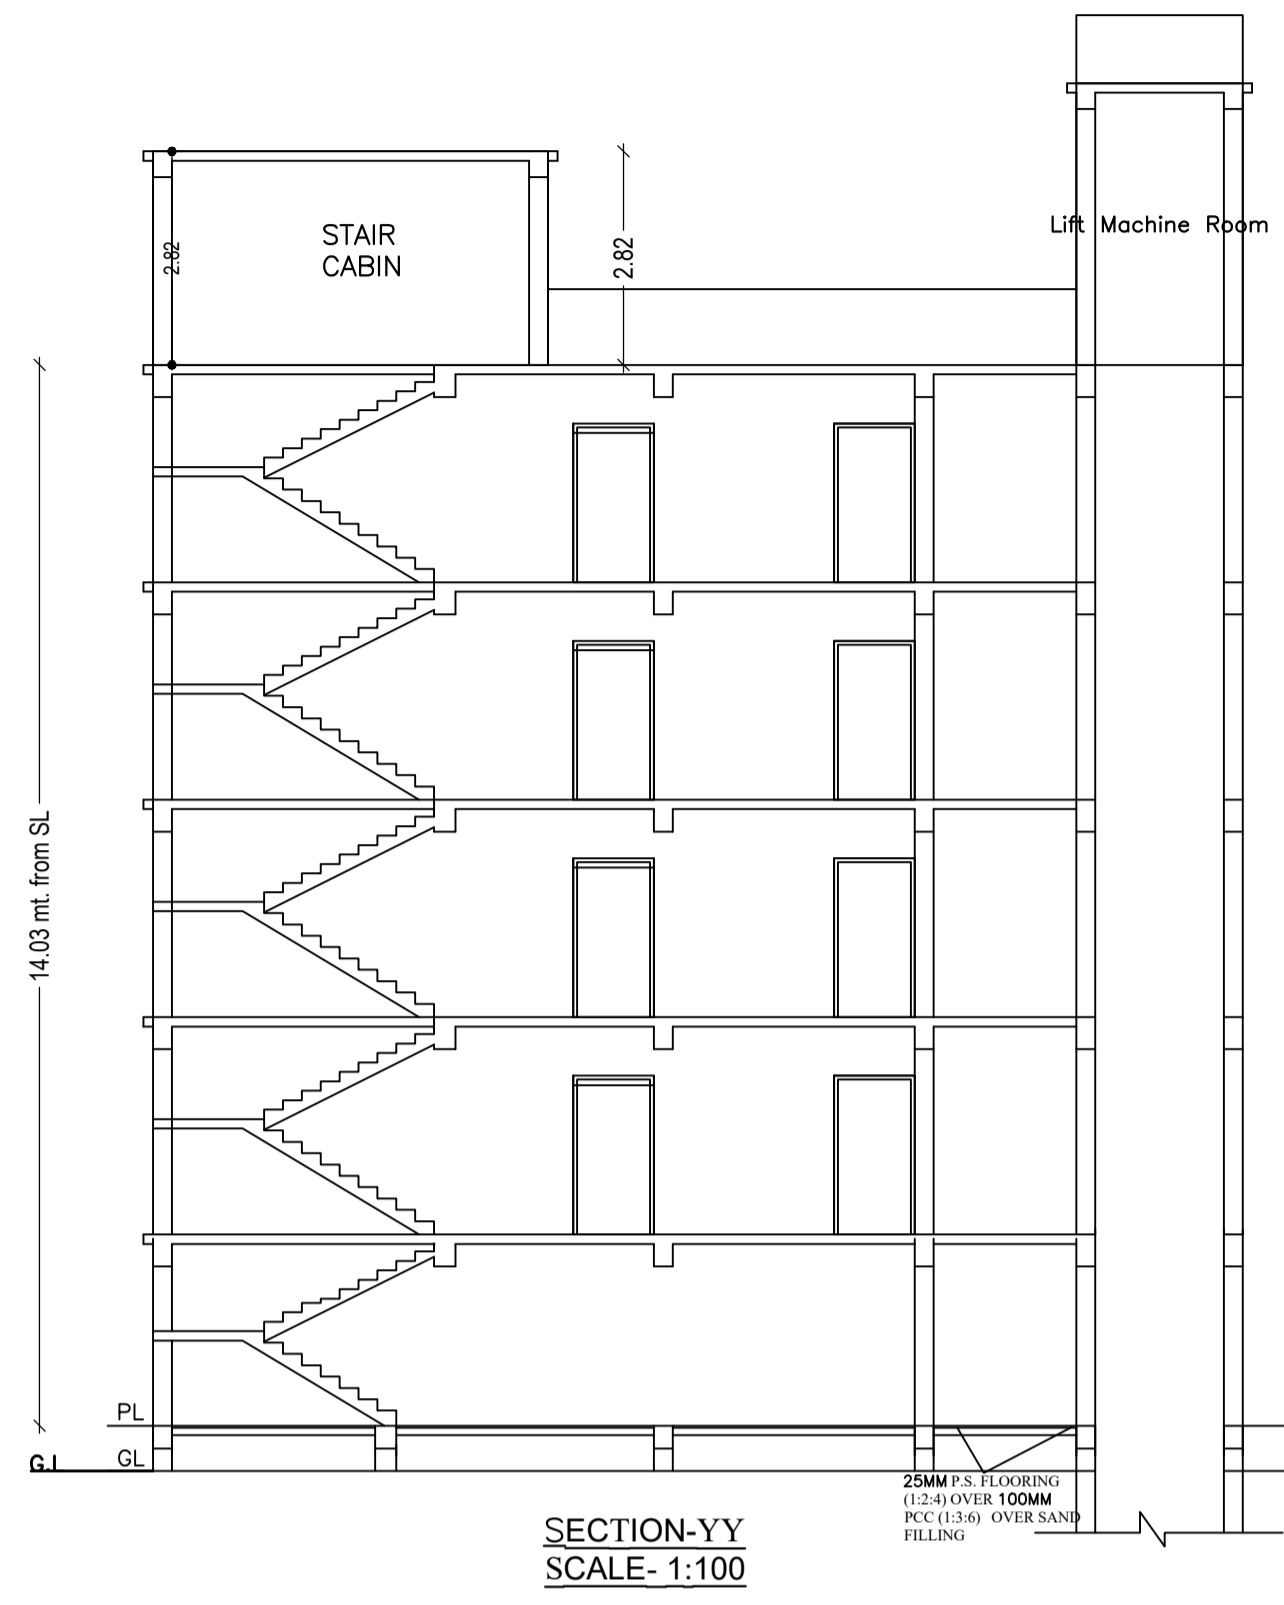 Lift Machine Room
STAIR
CABIN
2.82
2.82
14.03 mt. from SL
PL
GL
G.L
25MM P.S. FLOORING
(1:2:4) OVER 100MM
PCC (1:3:6) OVER SAND
FILLING
SECTION-YY
SCALE- 1:100